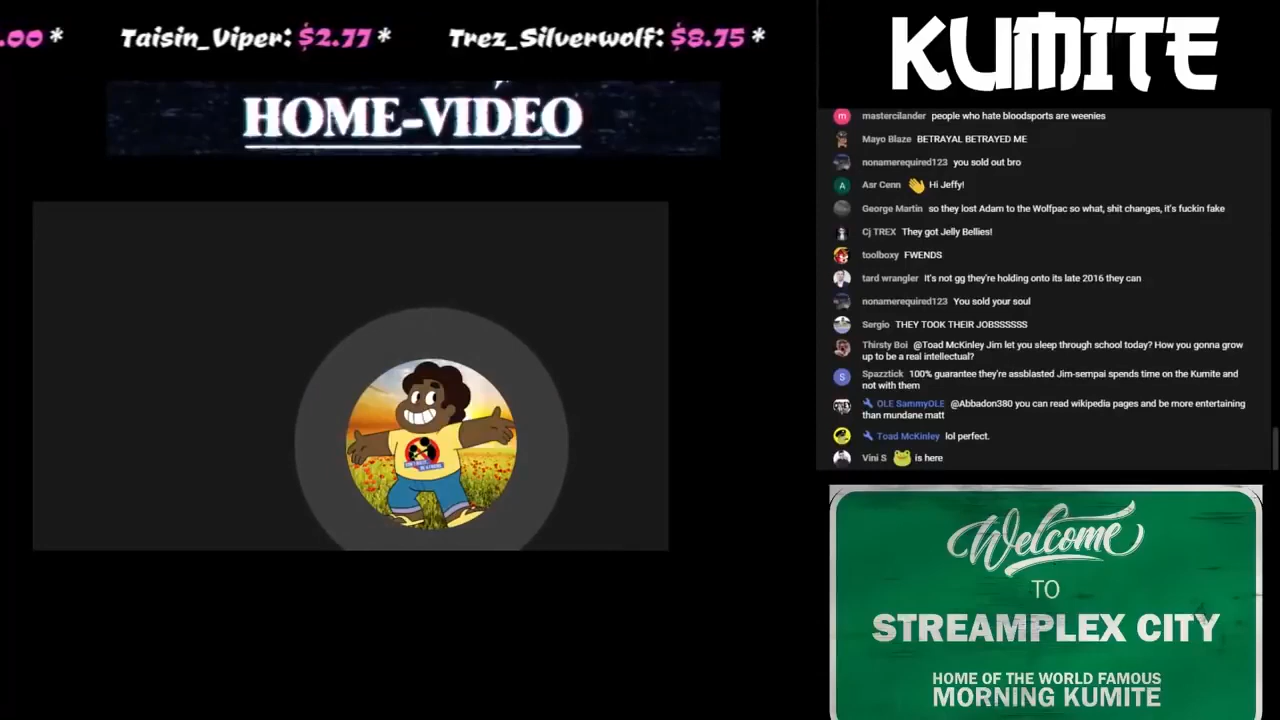 .00 * Taisin_Viper: $2.77 * Trez_Silverwolf: $8.75 *
HOME-VIDEO
KUMITE
m mastercilander people who hate bloodsports are weenies
Mayo Blaze BETRAYAL BETRAYED ME
nonamerequired123 you sold out bro
A Asr Cenn 👋 Hi Jeffy!
George Martin so they lost Adam to the Wolfpac so what, shit changes, it's fuckin fake
Cj TREX They got Jelly Bellies!
toolboxy FWENDS
tard wrangler It's not gg they're holding onto its late 2016 they can
nonamerequired123 You sold your soul
Sergio THEY TOOK THEIR JOBSSSSSS
Thirsty Boi @Toad McKinley Jim let you sleep through school today? How you gonna grow
up to be a real intellectual?
S Spazztick 100% guarantee they're assblasted Jim-sempai spends time on the Kumite and
not with them
OLE SammyOLE @Abbadon380 you can read wikipedia pages and be more entertaining
than mundane matt
Toad McKinley lol perfect.
Vini S 🐸 is here
Welcome
TO
STREAMPLEX CITY
HOME OF THE WORLD FAMOUS
MORNING KUMITE